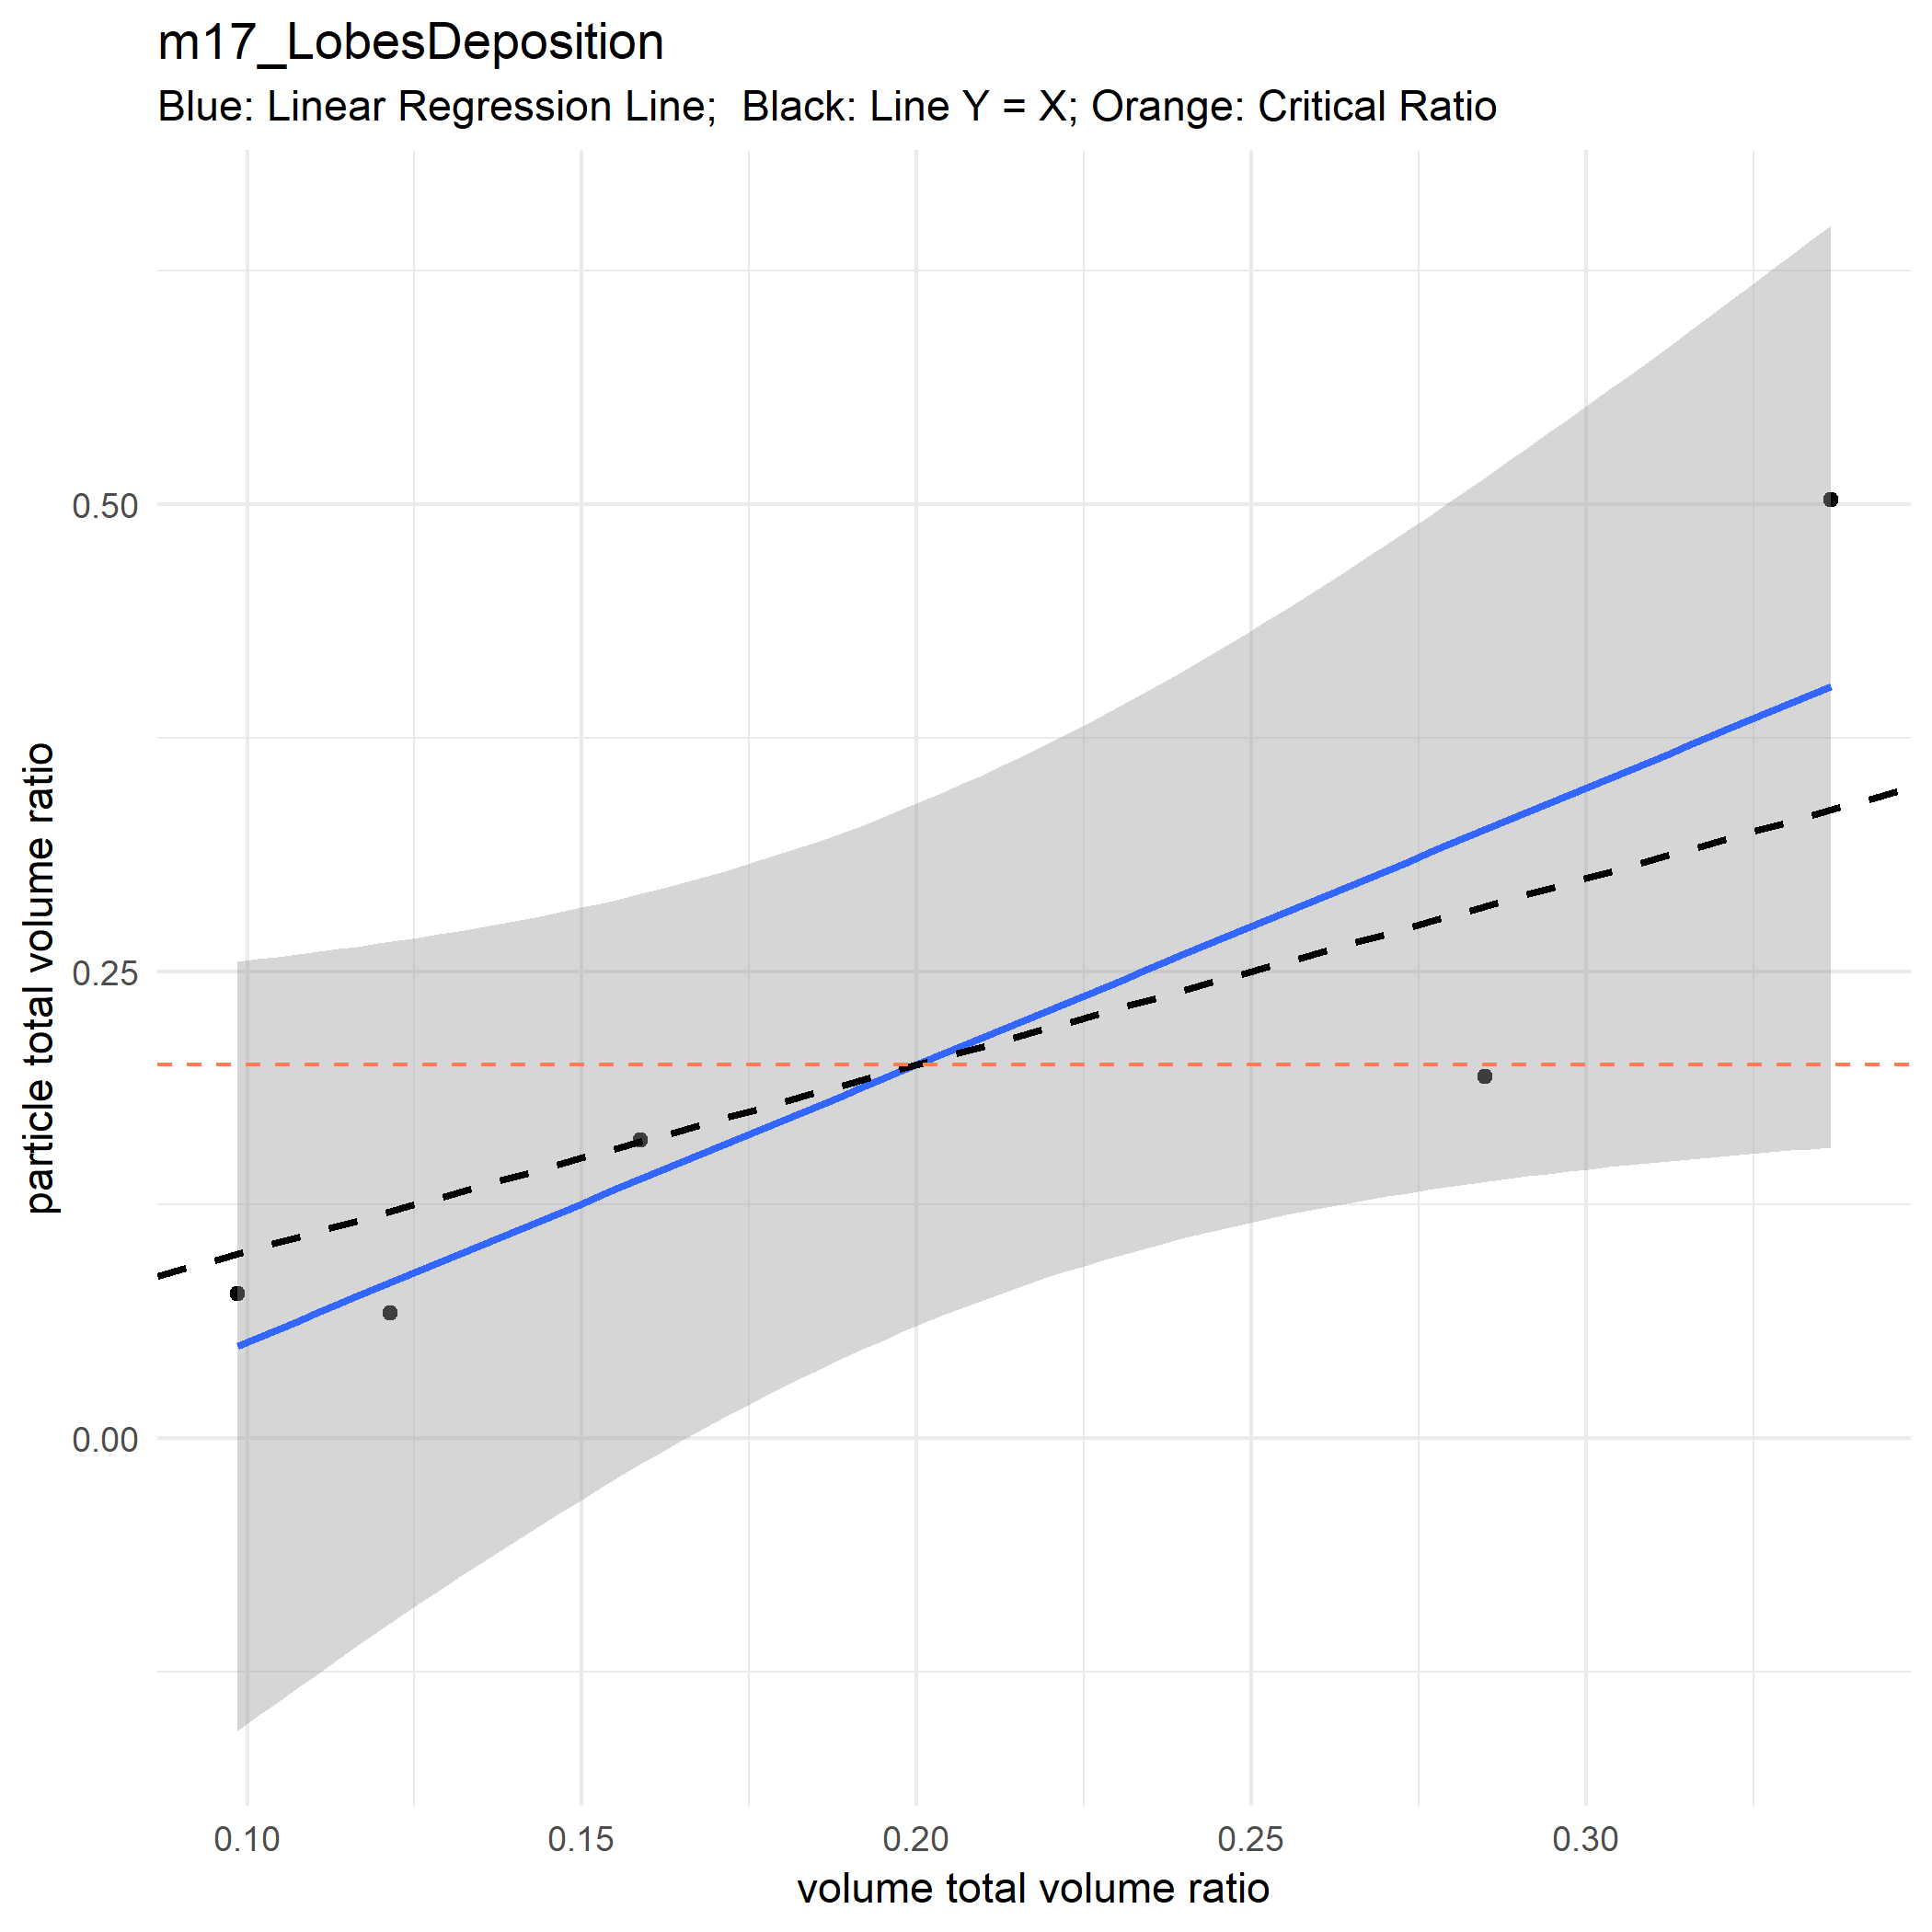 m17_LobesDeposition
Blue: Linear Regression Line;  Black: Line Y = X; Orange: Critical Ratio
particle total volume ratio
0.50
0.25
0.00
0.10 0.15 0.20 0.25 0.30
volume total volume ratio